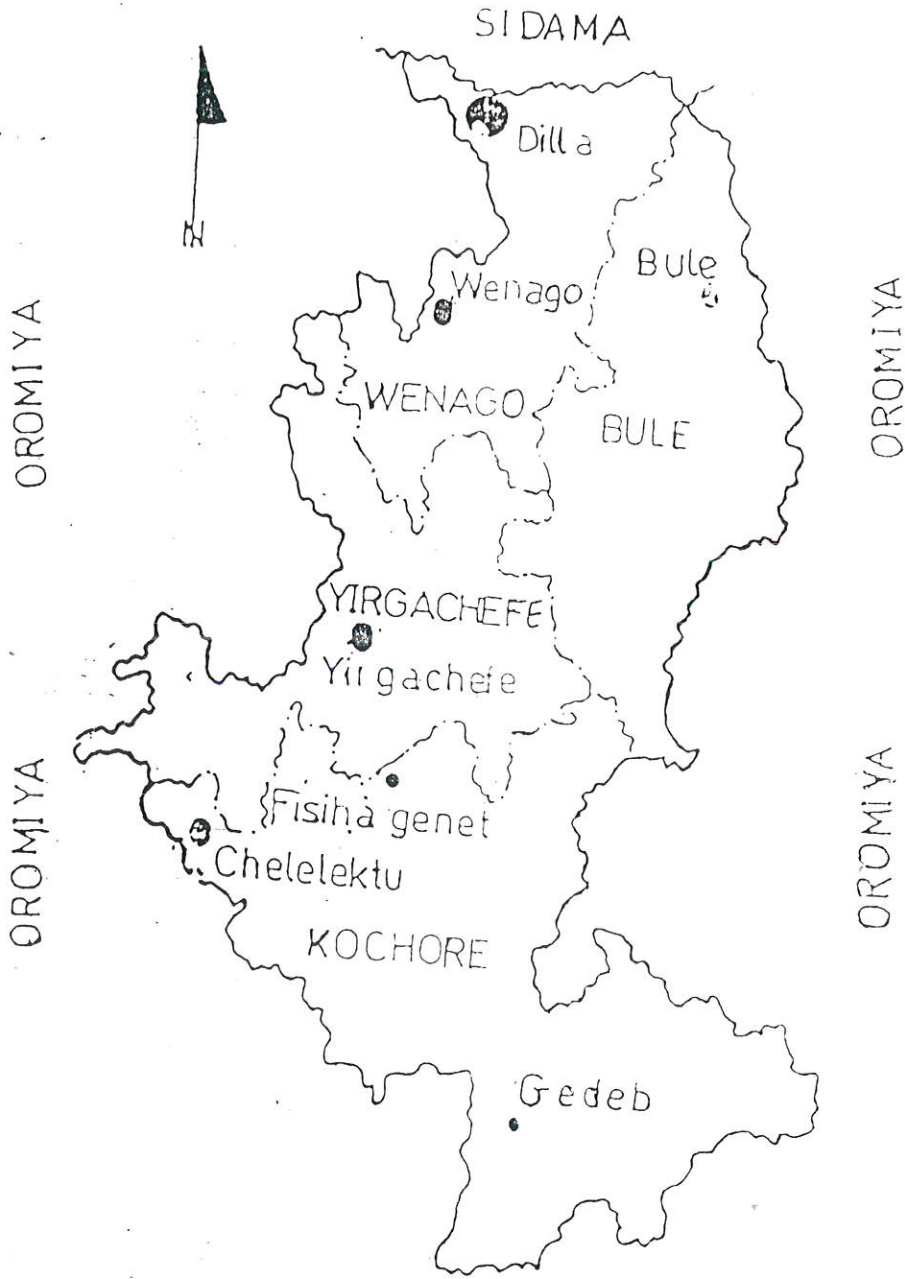 SIDAMA
Dilla
N
Bule
Wenago
OROMIYA
OROMIYA
WENAGO
BULE
YIRGACHEFE
Yirgachefe
Fisiha genet
Chelelektu
OROMIYA
OROMIYA
KOCHORE
Gedeb